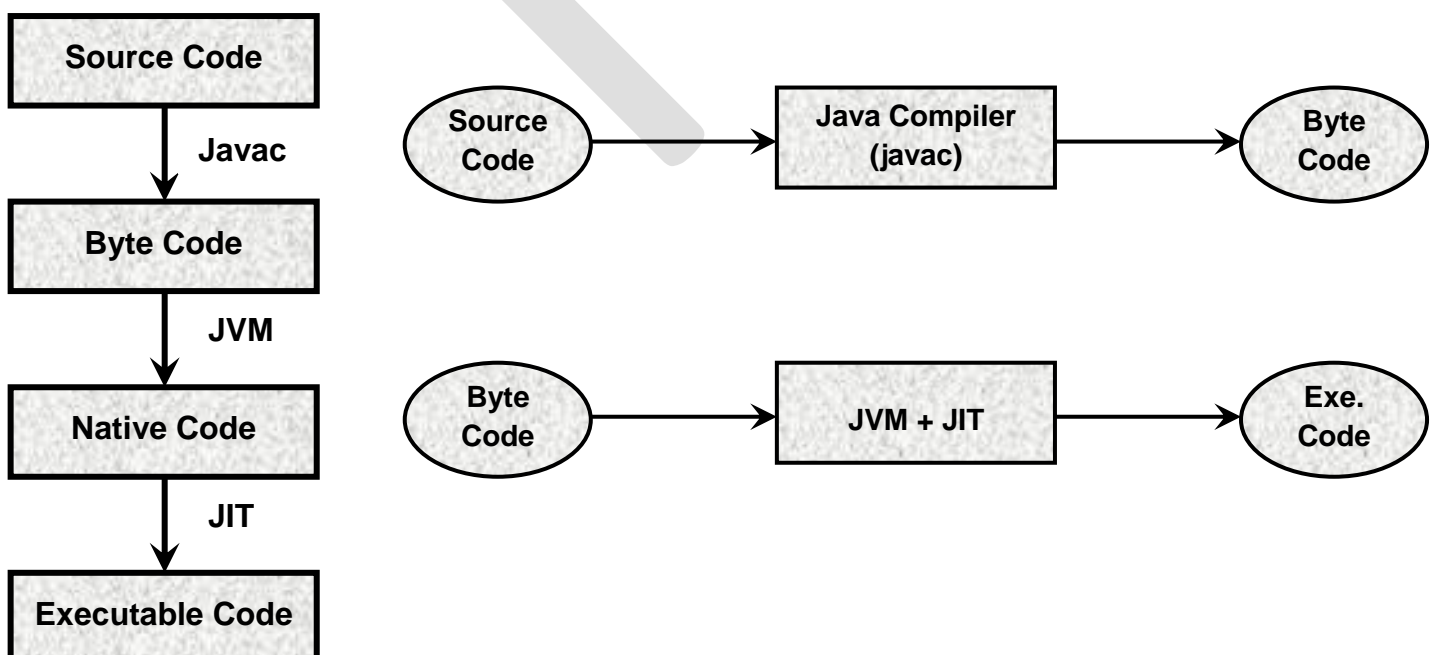 Source Code
Javac
Byte Code
JVM
Native Code
JIT
Executable Code
Source
Code
Java Compiler
(javac)
Byte
Code
Byte
Code
JVM + JIT
Exe.
Code